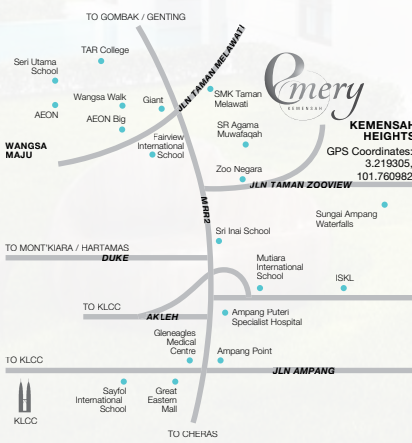 TO GOMBAK / GENTING
TAR College
Seri Utama
School
JLN TAMAN MELAWATI
emery
KEMENSAH
Wangsa Walk
Giant
SMK Taman
Melawati
AEON
AEON Big
SR Agama
Muwafaqah
KEMENSAH
HEIGHTS
GPS Coordinates:
3.219305,
101.760982
WANGSA
MAJU
Fairview
International
School
Zoo Negara
JLN TAMAN ZOOVIEW
MRR2
Sungai Ampang
Waterfalls
Sri Inai School
TO MONT'KIARA / HARTAMAS
DUKE
Mutiara
International
School
ISKL
TO KLCC
AKLEH
Ampang Puteri
Specialist Hospital
Gleneagles
Medical
Centre
Ampang Point
TO KLCC
JLN AMPANG
KLCC
Sayfol
International
School
Great
Eastern
Mall
TO CHERAS